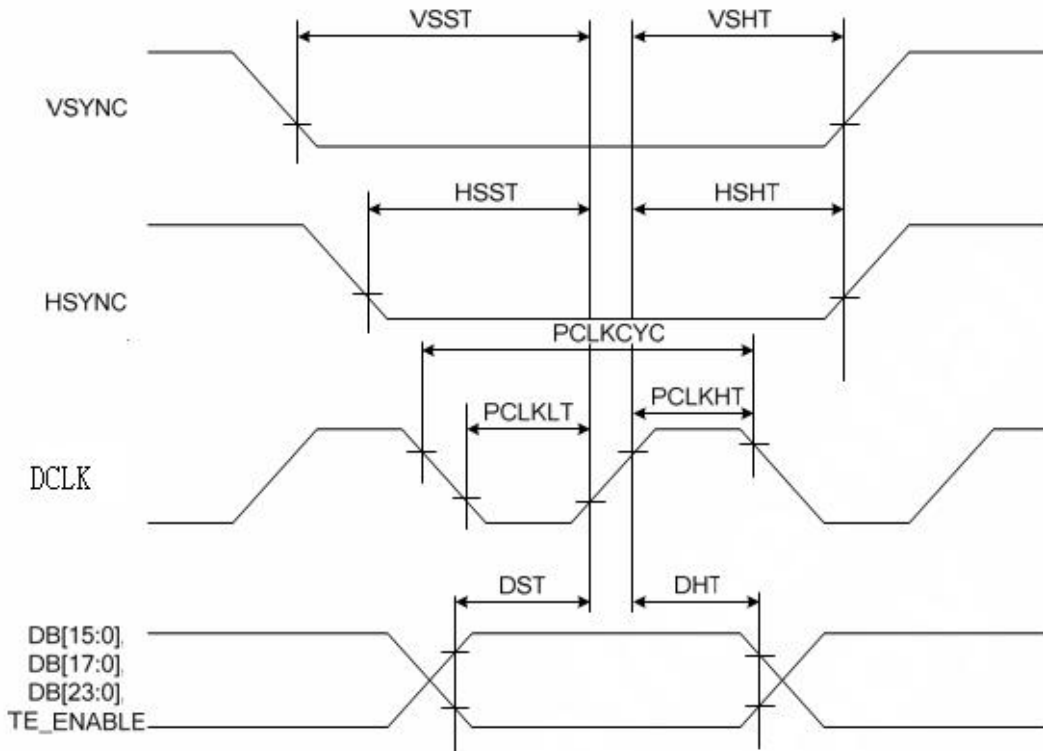 VSST VSHT
VSYNC
HSST HSHT
HSYNC
PCLKCYC
PCLKLT PCLKHT
DCLK
DST DHT
DB[15:0],
DB[17:0],
DB[23:0],
TE_ENABLE